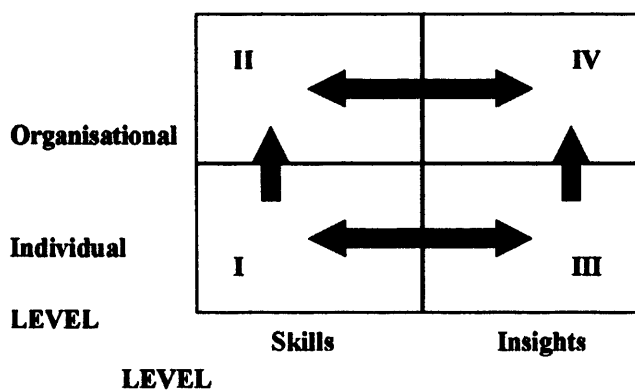 II IV
Organisational
Individual
I III
LEVEL
Skills Insights
LEVEL